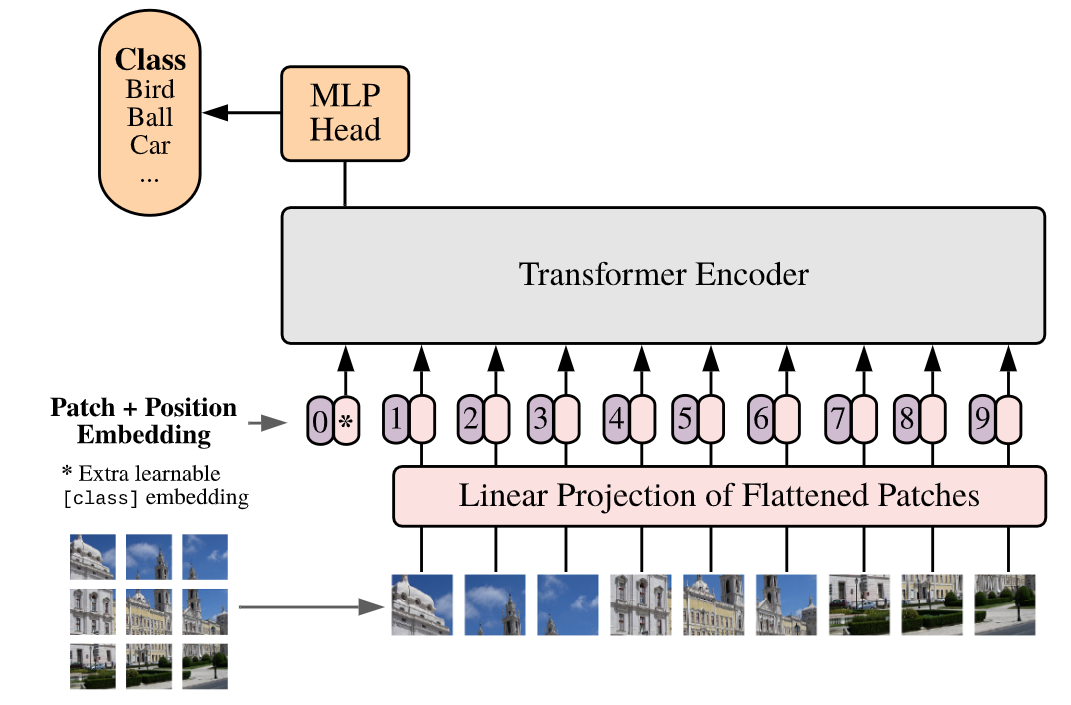 Class
Bird
Ball
Car
...
MLP
Head
Transformer Encoder
Patch + Position
Embedding
0 * 1 2 3 4 5 6 7 8 9
* Extra learnable
[class] embedding
Linear Projection of Flattened Patches